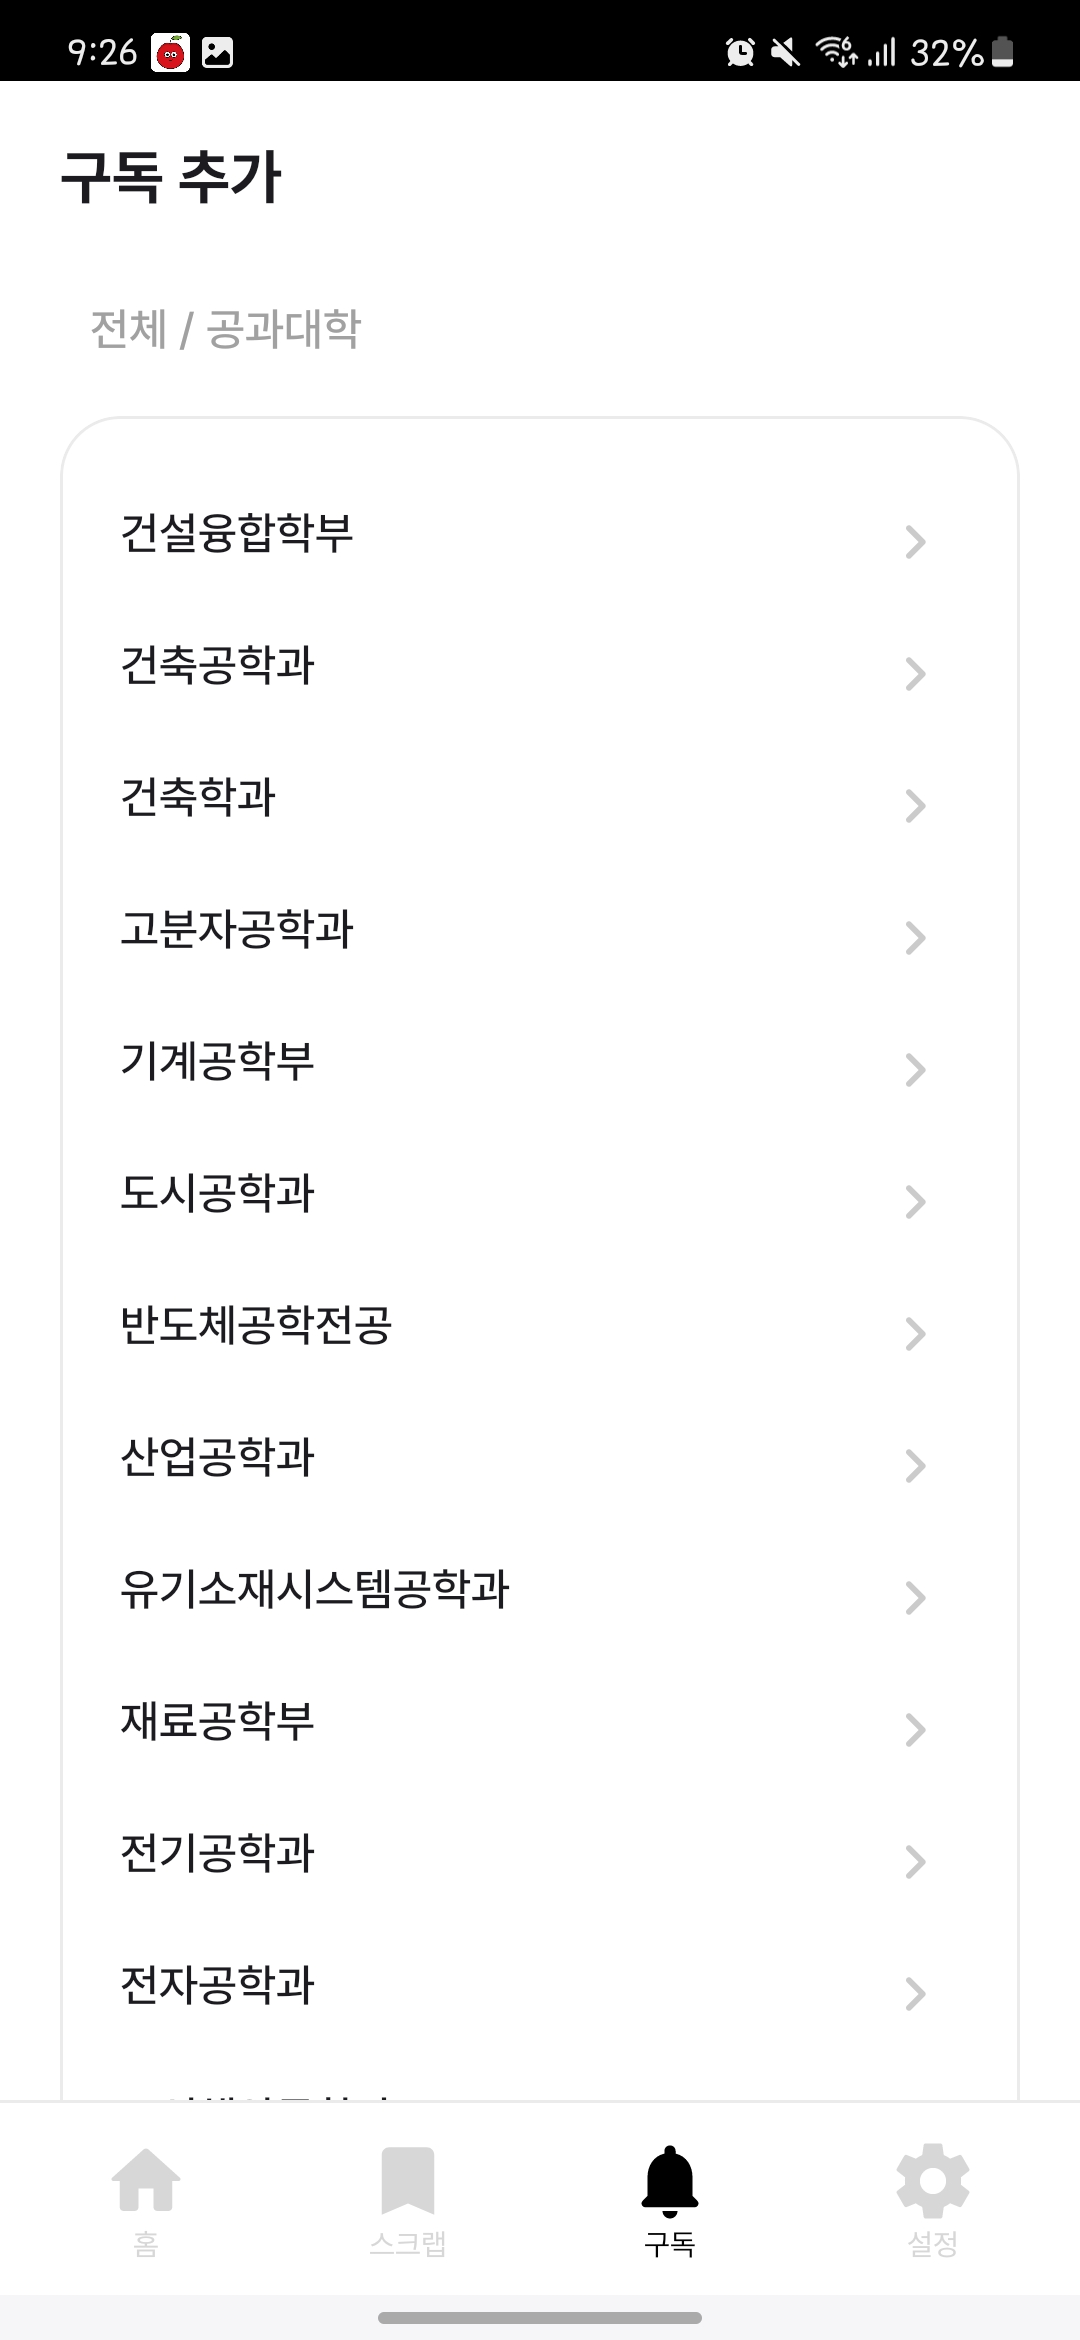 9:26
32%
구독 추가
전체 / 공과대학
건설융합학부
건축공학과
건축학과
고분자공학과
기계공학부
도시공학과
반도체공학전공
산업공학과
유기소재시스템공학과
재료공학부
전기공학과
전자공학과
홈
스크랩
구독
설정